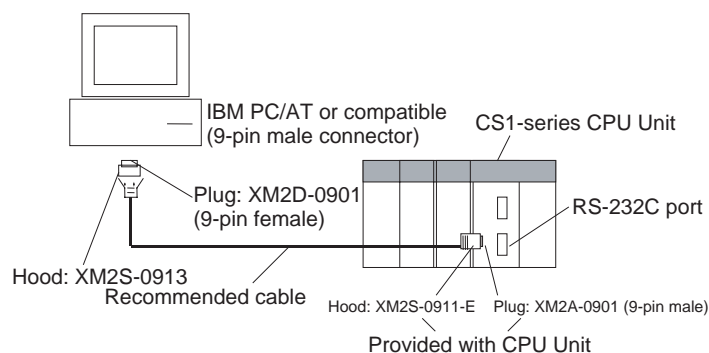 IBM PC/AT or compatible
(9-pin male connector)
CS1-series CPU Unit
Plug: XM2D-0901
(9-pin female)
RS-232C port
Hood: XM2S-0913
Recommended cable
Hood: XM2S-0911-E
Plug: XM2A-0901 (9-pin male)
Provided with CPU Unit